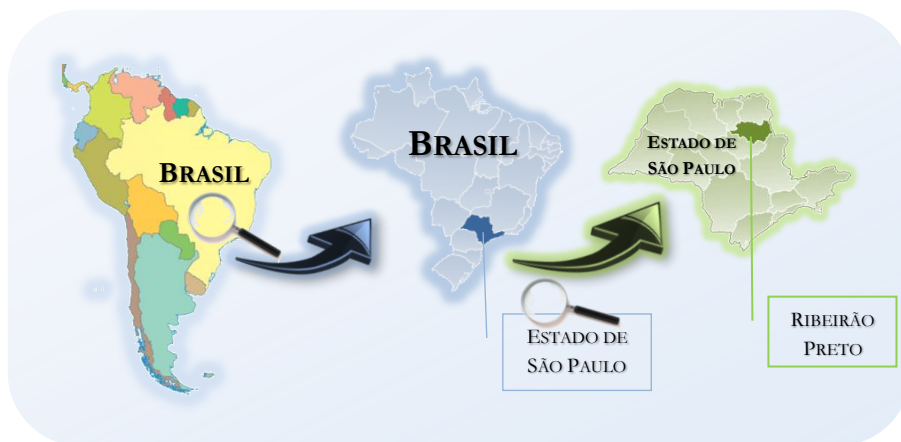 BRASIL
BRASIL
ESTADO DE
SÃO PAULO
ESTADO DE
SÃO PAULO
RIBEIRÃO
PRETO